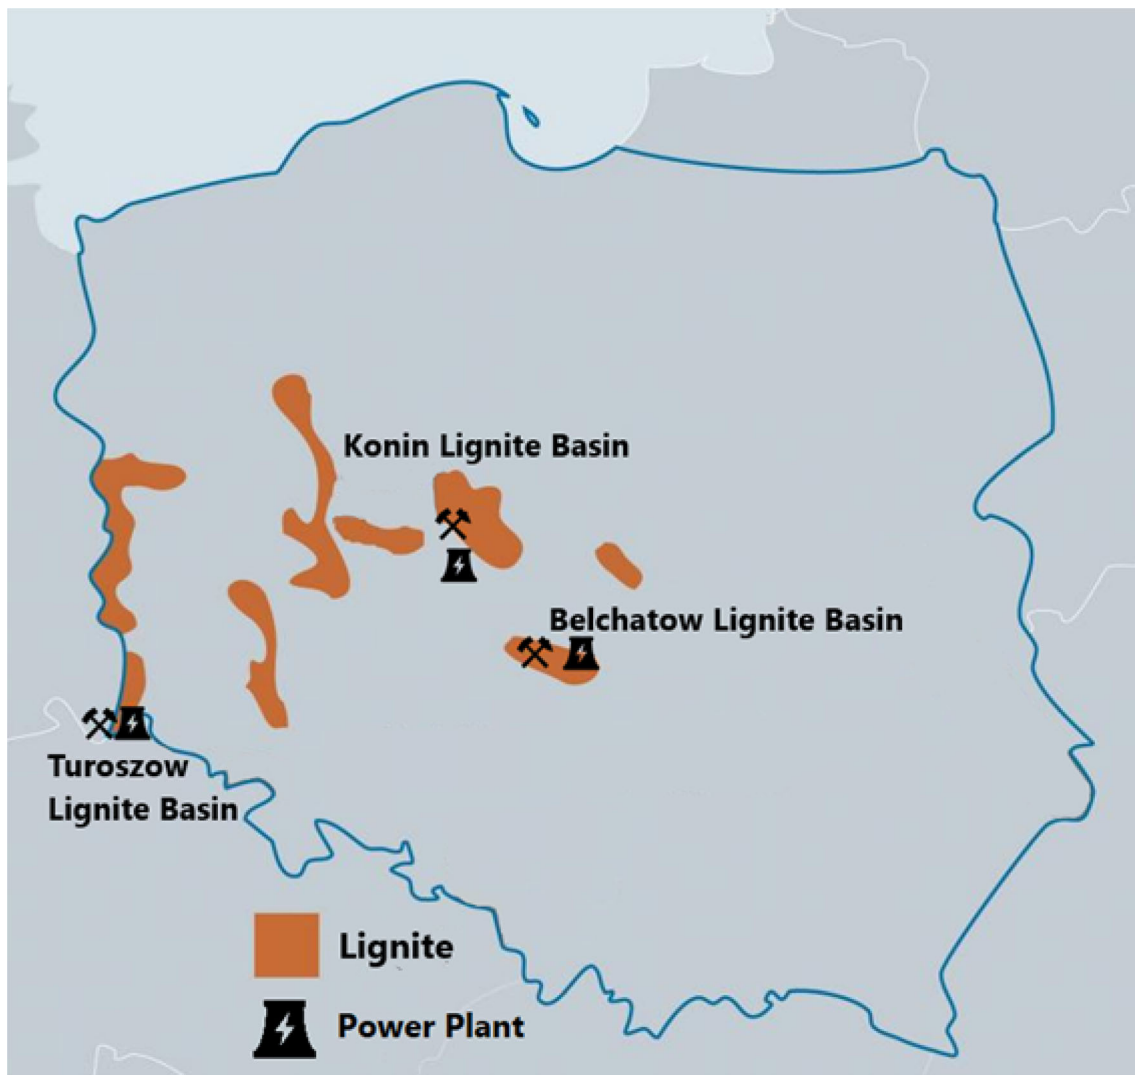 Konin Lignite Basin
Belchatow Lignite Basin
Turoszow
Lignite Basin
Lignite
Power Plant